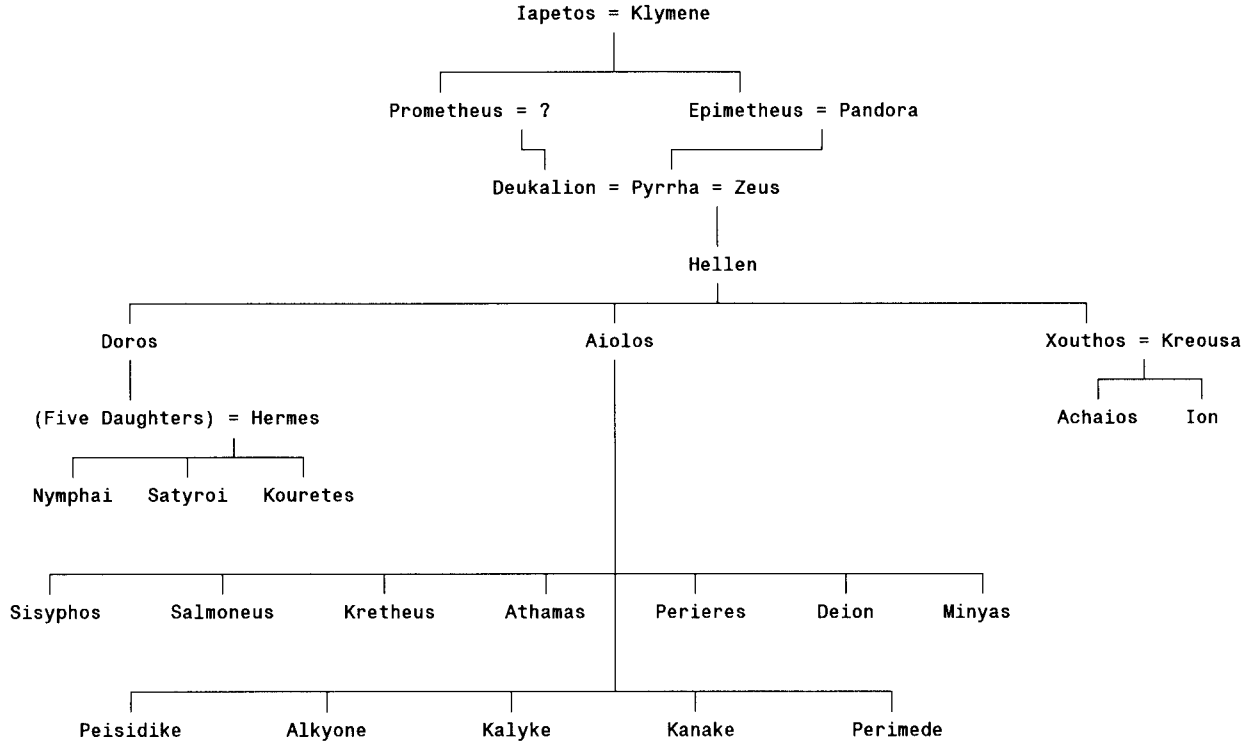 Iapetos = Klymene
Prometheus = ? Epimetheus = Pandora
Deukalion = Pyrrha = Zeus
Hellen
Doros Aiolos Xouthos = Kreousa
(Five Daughters) = Hermes Achaios Ion
Nymphai Satyroi Kouretes
Sisyphos Salmoneus Kretheus Athamas Perieres Deion Minyas
Peisidike Alkyone Kalyke Kanake Perimede